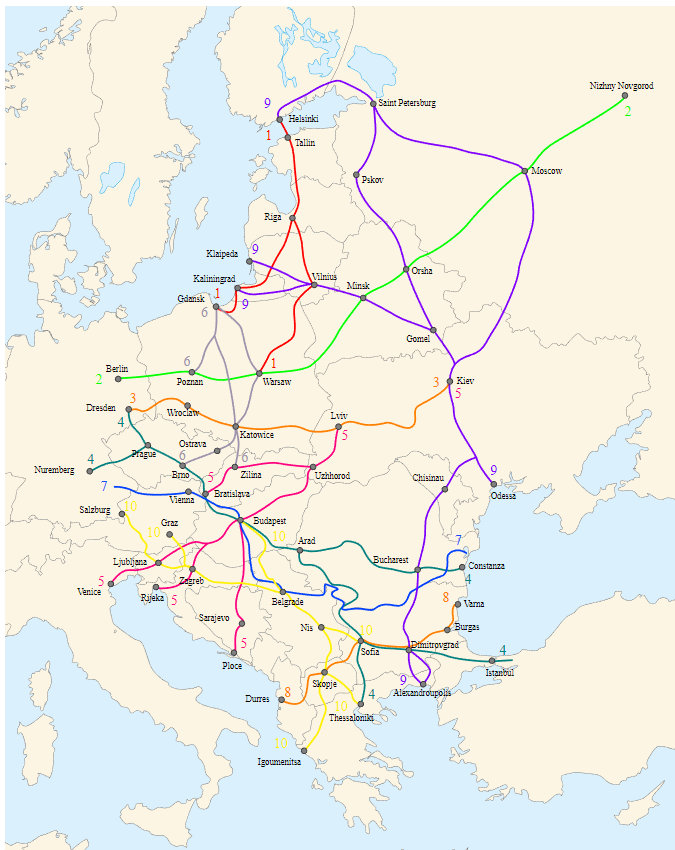 Nizhny Novgorod
2
9
Saint Petersburg
Helsinki
1
Tallin
Moscow
Pskov
Riga
Klaipeda
9
Kaliningrad
Vilnius
Orsha
Minsk
1
Gdansk
9
6
Gomel
Berlin
2
6
Poznan
1
Warsaw
Kiev
3
5
Dresden
3
4
Wroclaw
Lviv
5
Katowice
Prague
Ostrava
4
Nuremberg
6
Brno
6
Zilina
Uzhhorod
5
Chisinau
9
Odessa
7
Vienna
Bratislava
Salzburg
10
Graz
10
Budapest
10
Arad
7
Ljubljana
Bucharest
Constanza
4
Zagreb
Venice
5
Rijeka
5
Belgrade
8
Varna
Sarajevo
Nis
10
Burgas
5
Ploce
Sofia
Dimitrovgrad
4
Istanbul
Skopje
9
Alexandroupolis
Durres
8
4
10
Thessaloniki
10
Igoumenitsa